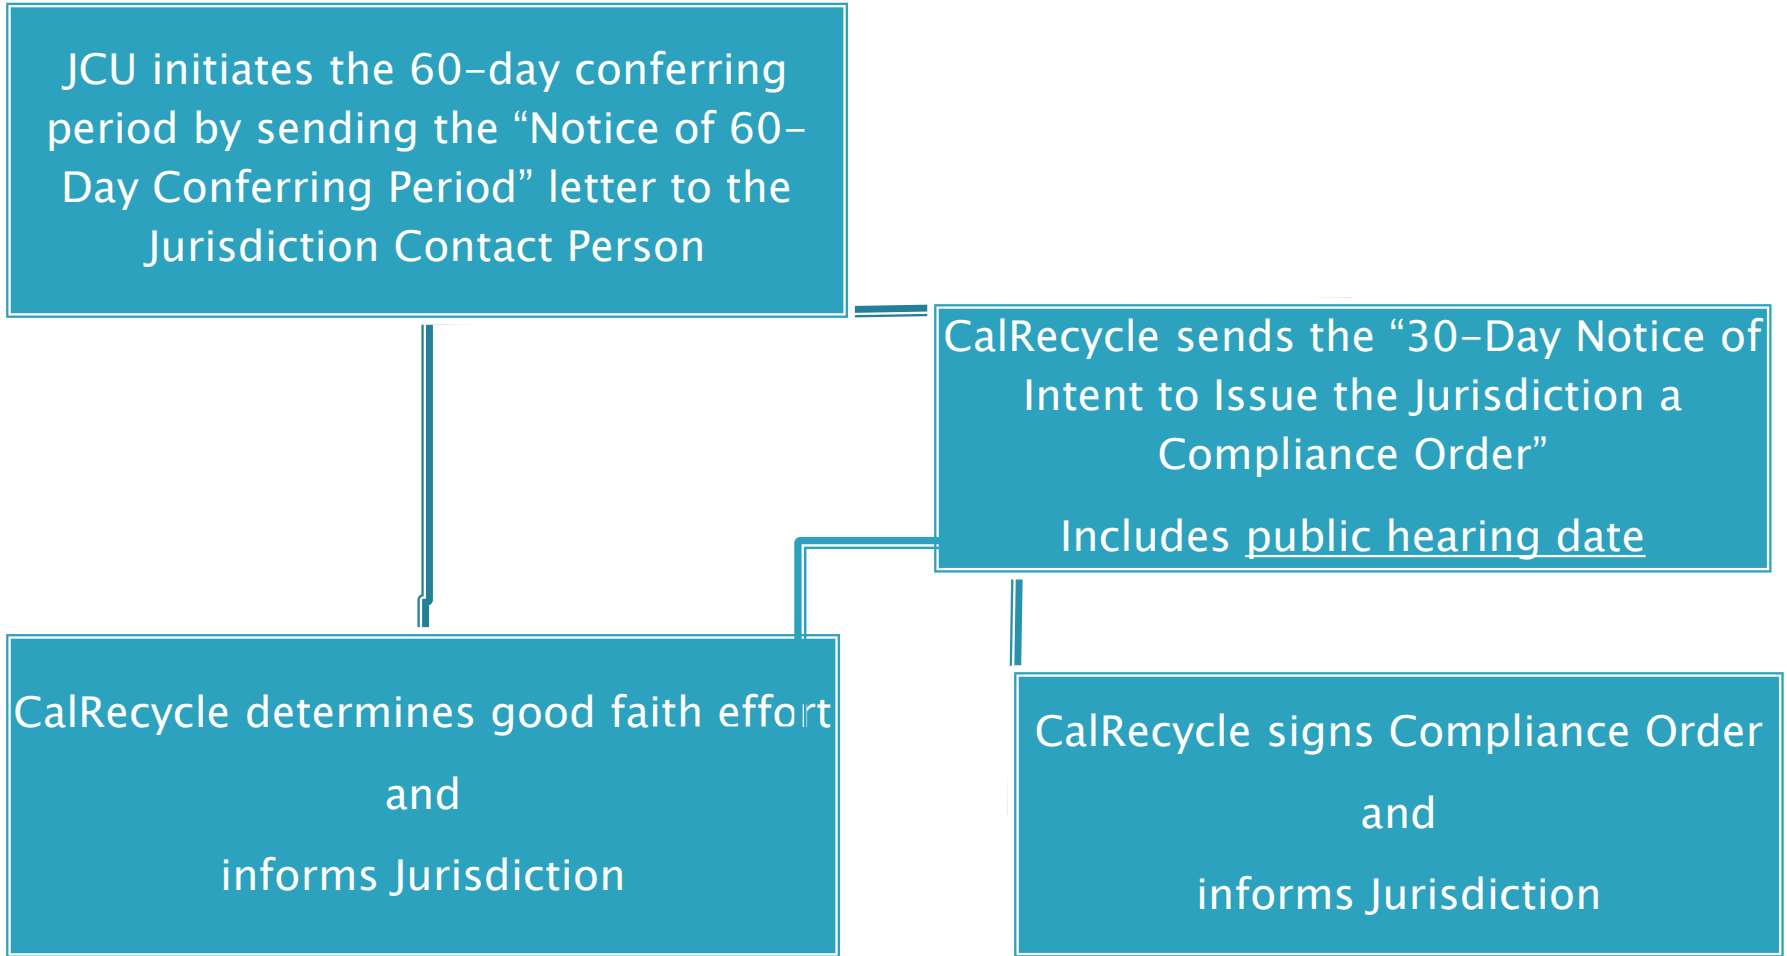 JCU initiates the 60-day conferring
period by sending the “Notice of 60-
Day Conferring Period” letter to the
Jurisdiction Contact Person
CalRecycle sends the “30-Day Notice of
Intent to Issue the Jurisdiction a
Compliance Order”
Includes public hearing date
CalRecycle determines good faith effort
and
informs Jurisdiction
CalRecycle signs Compliance Order
and
informs Jurisdiction